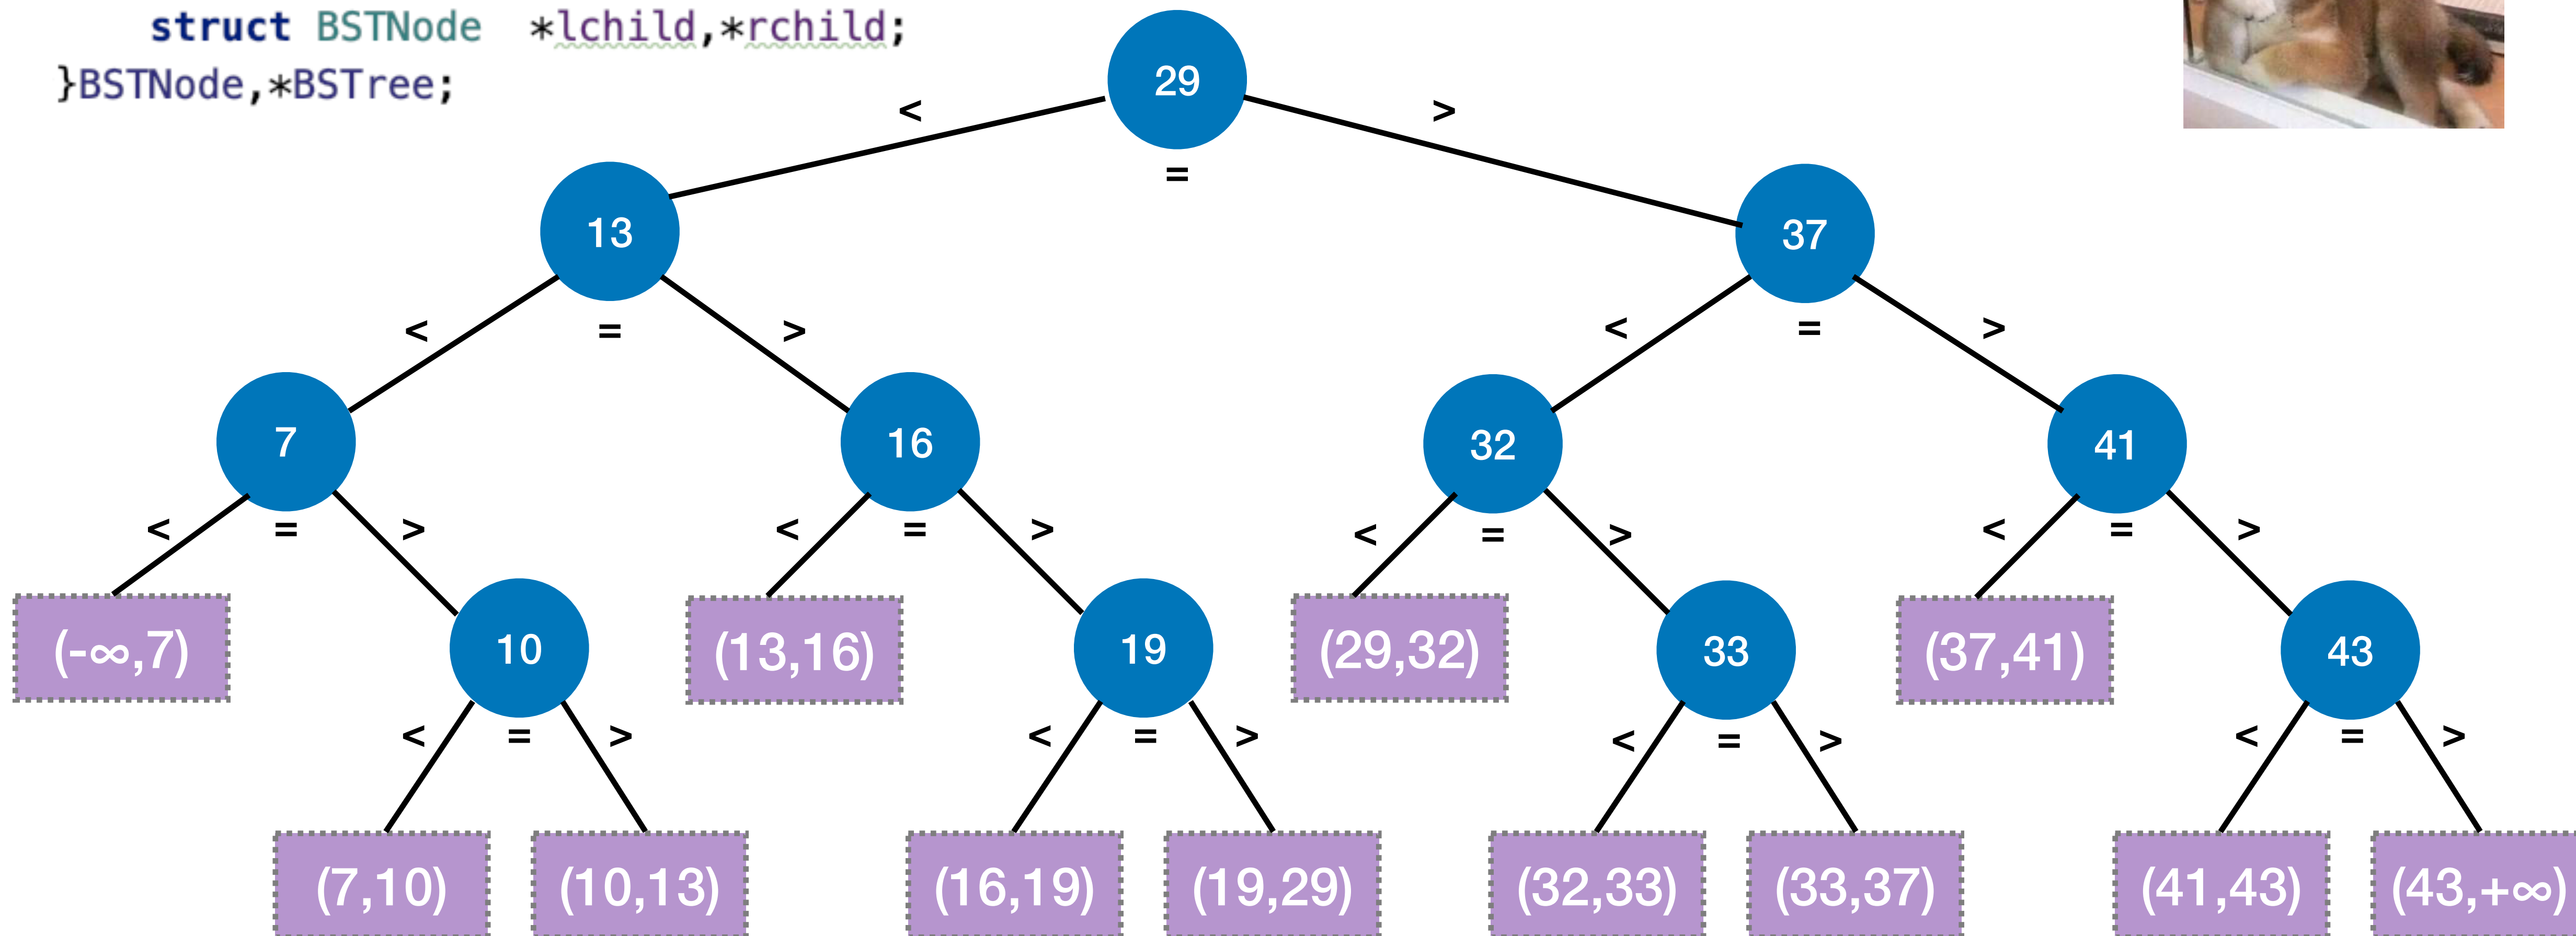 struct BSTNode *lchild,*rchild;
}BSTNode,*BSTree;
29
< >
=
13 37
< = > < = >
7 16 32 41
< = > < = > < = > < = >
(-∞,7) 10 (13,16) 19 (29,32) 33 (37,41) 43
< = > < = > < = > < = >
(7,10) (10,13) (16,19) (19,29) (32,33) (33,37) (41,43) (43,+∞)